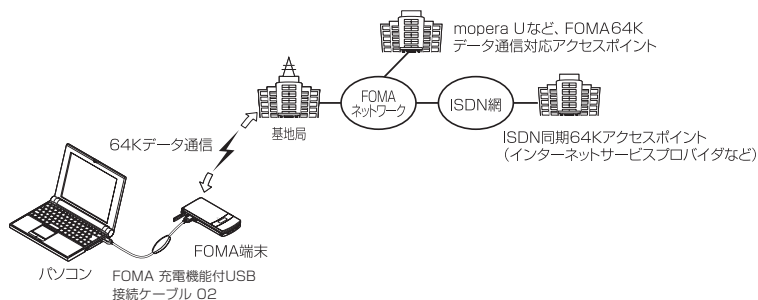 mopera Uなど、FOMA64K
データ通信対応アクセスポイント
FOMA
ネットワーク
ISDN網
基地局
ISDN同期64Kアクセスポイント
(インターネットサービスプロバイダなど)
64Kデータ通信
FOMA端末
パソコン
FOMA 充電機能付USB
接続ケーブル 02